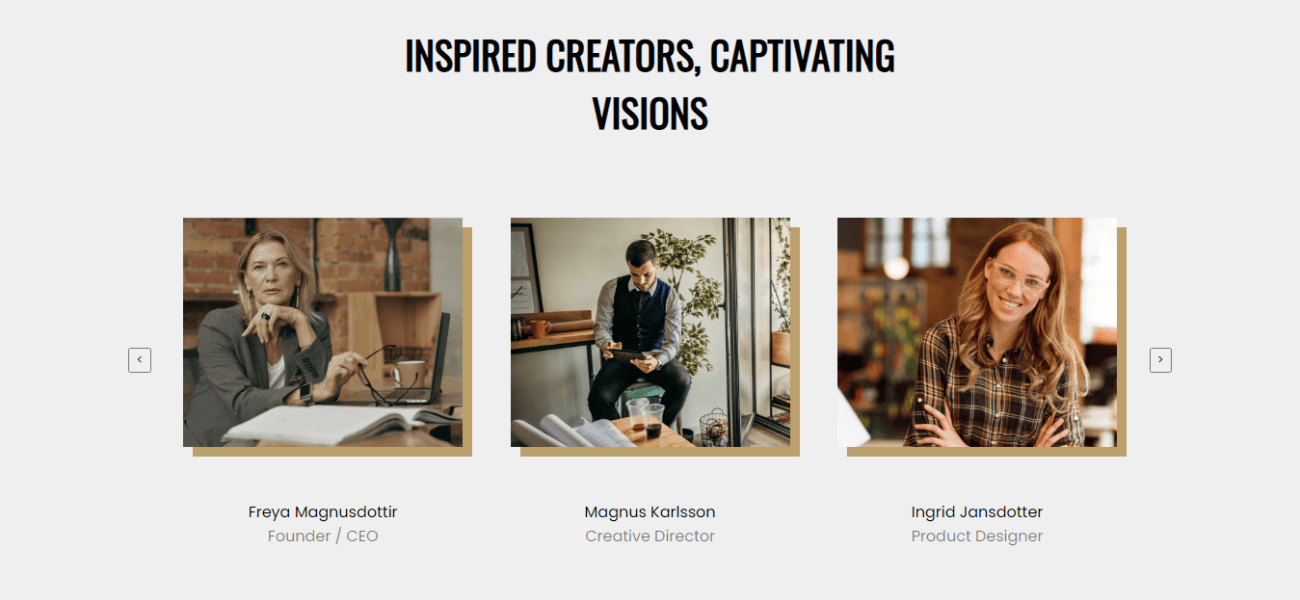 INSPIRED CREATORS, CAPTIVATING
VISIONS
<
>
Freya Magnusdottir
Founder / CEO
Magnus Karlsson
Creative Director
Ingrid Jansdotter
Product Designer